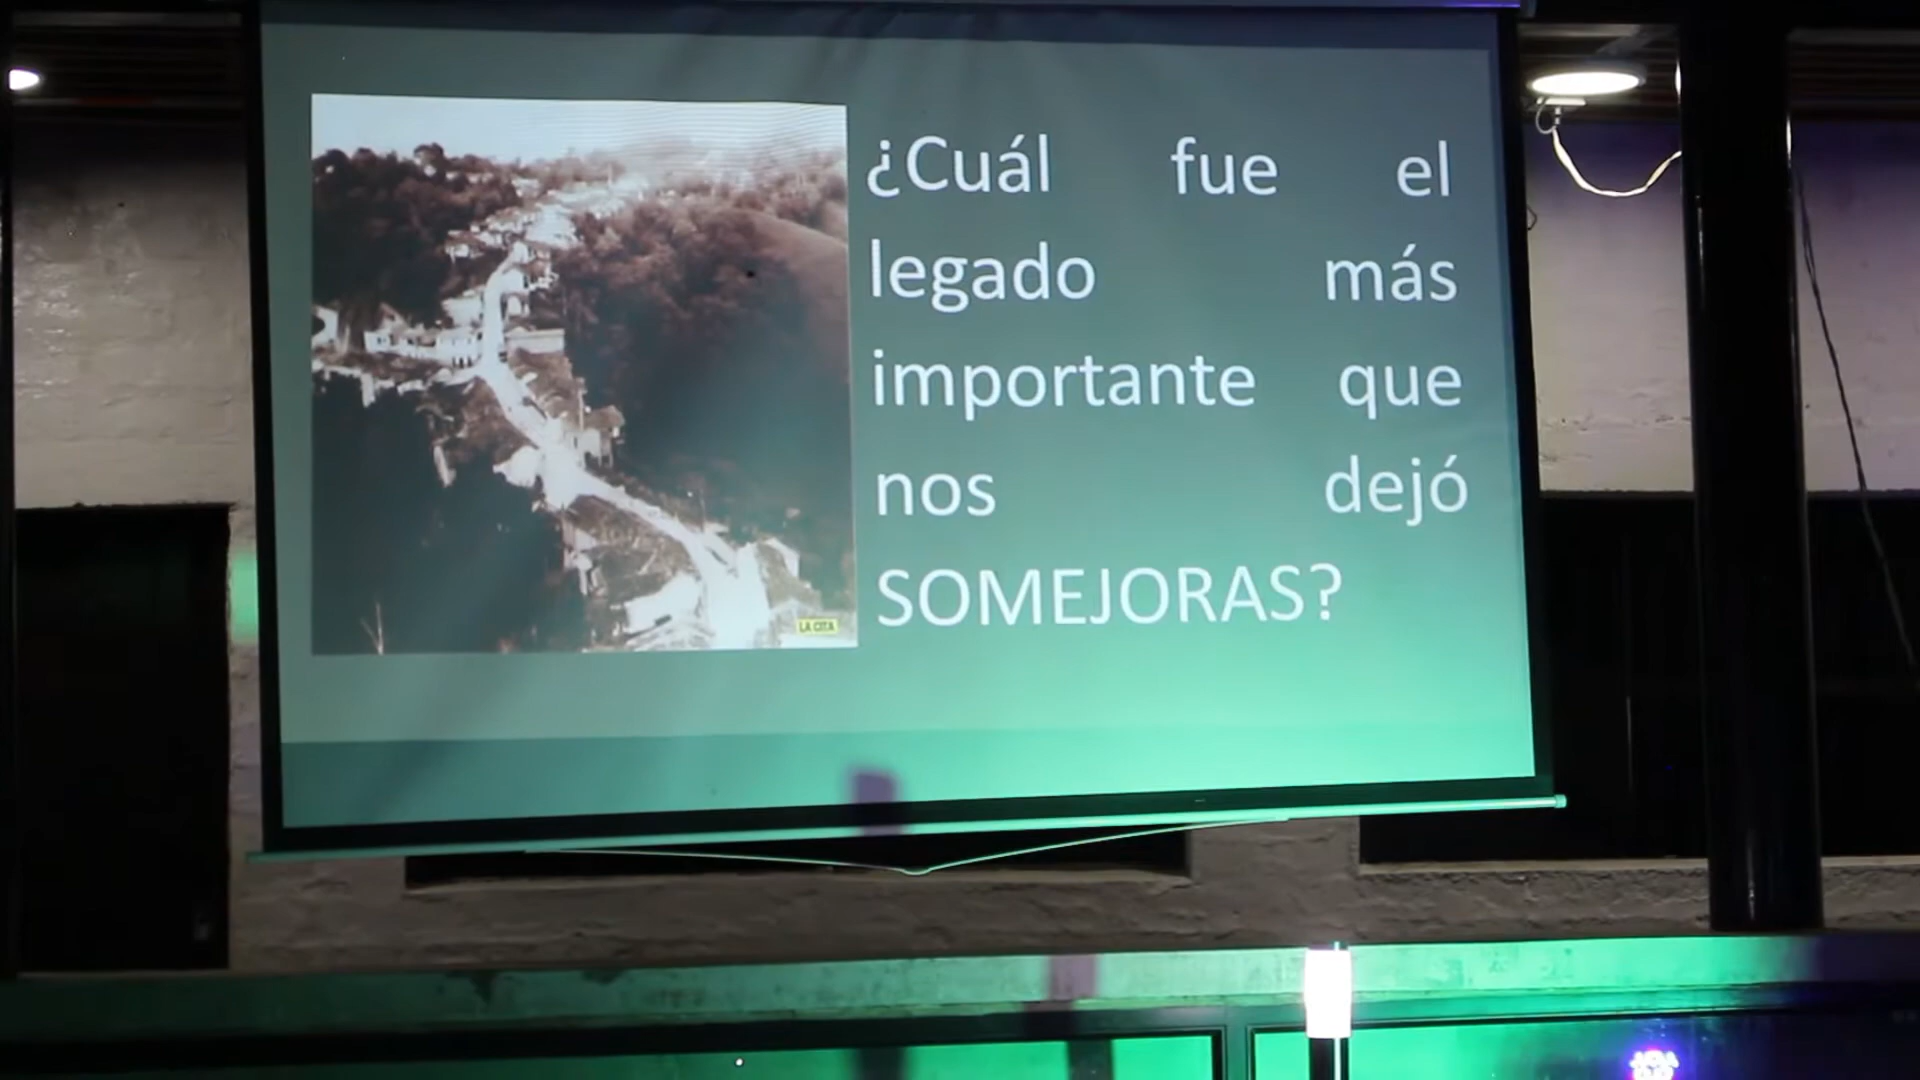 ¿Cuál fue el
legado más
importante que
nos dejó
SOMEJORAS?
LA CITA